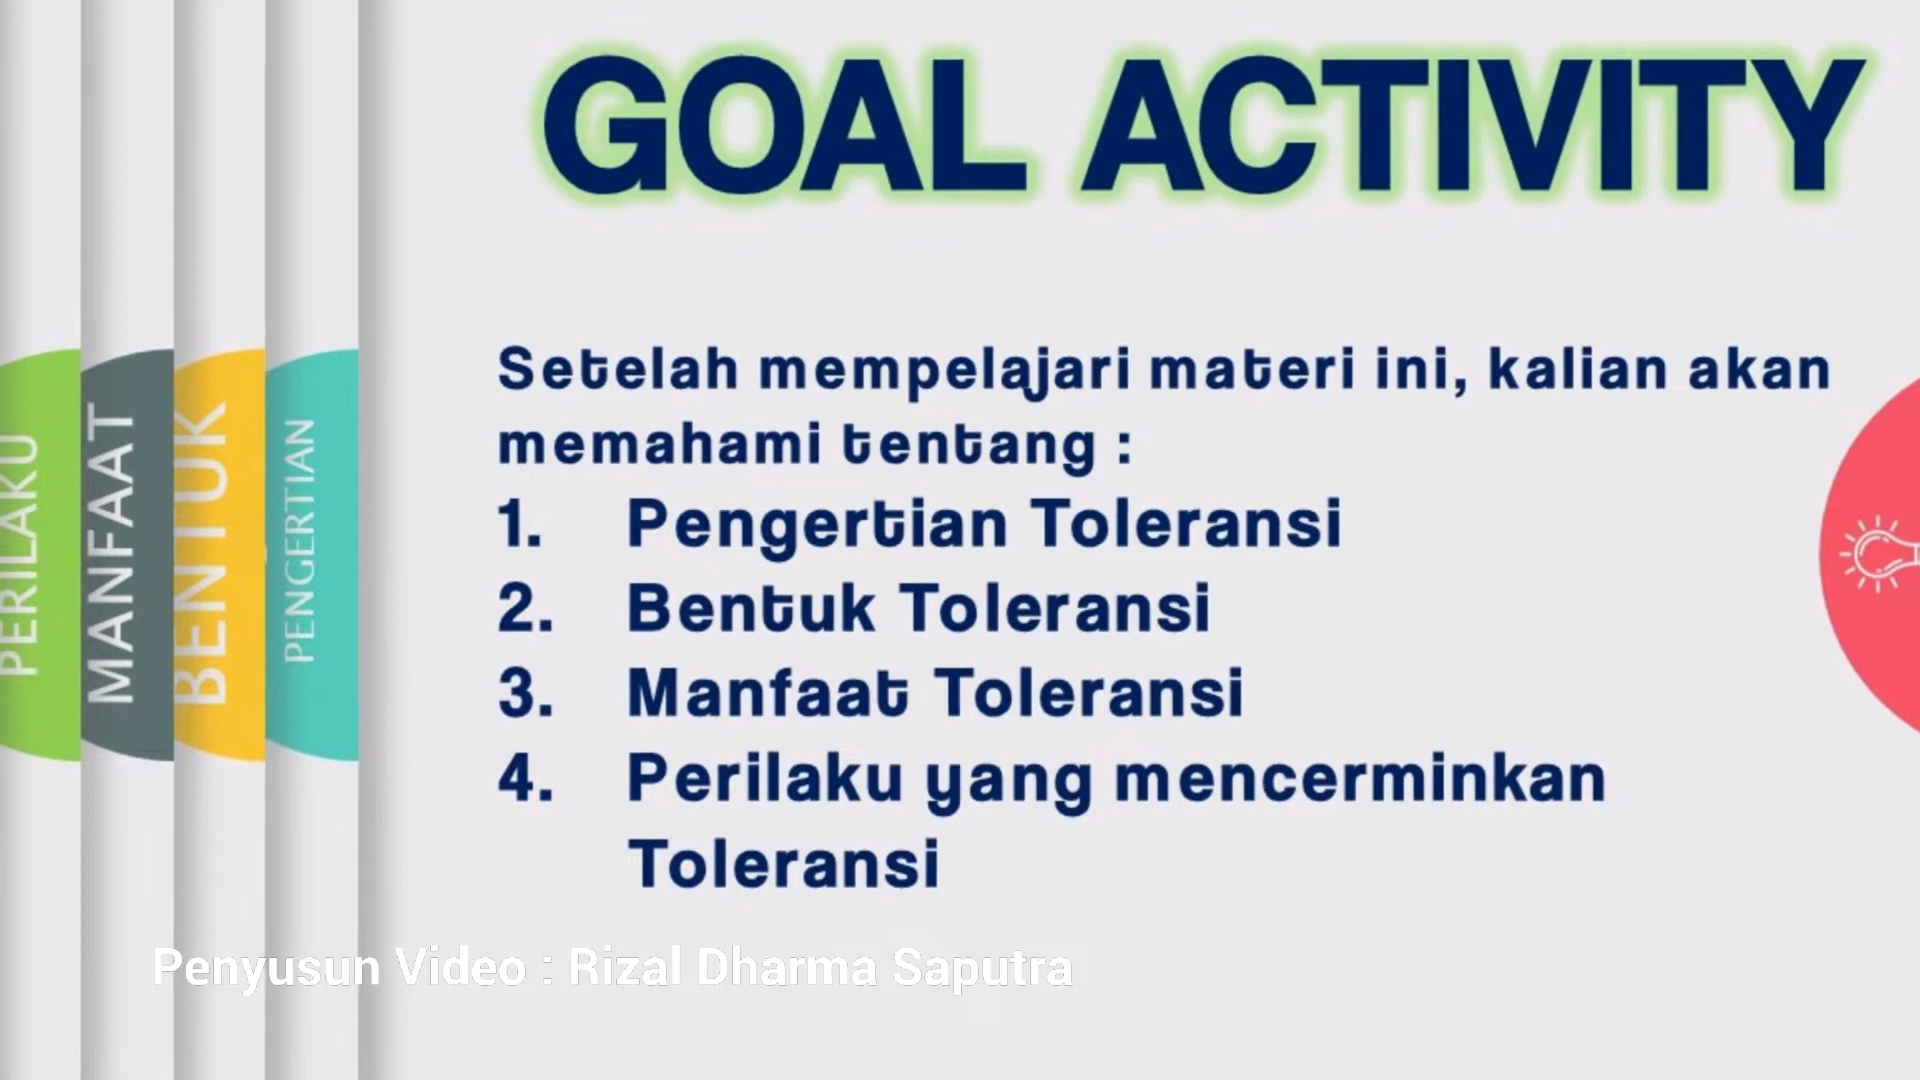 GOAL ACTIVITY
Setelah mempelajari materi ini, kalian akan
memahami tentang :
1. Pengertian Toleransi
2. Bentuk Toleransi
3. Manfaat Toleransi
4. Perilaku yang mencerminkan
Toleransi
PERILAKU
MANFAAT
BENTUK
PENGERTIAN
Penyusun Video : Rizal Dharma Saputra